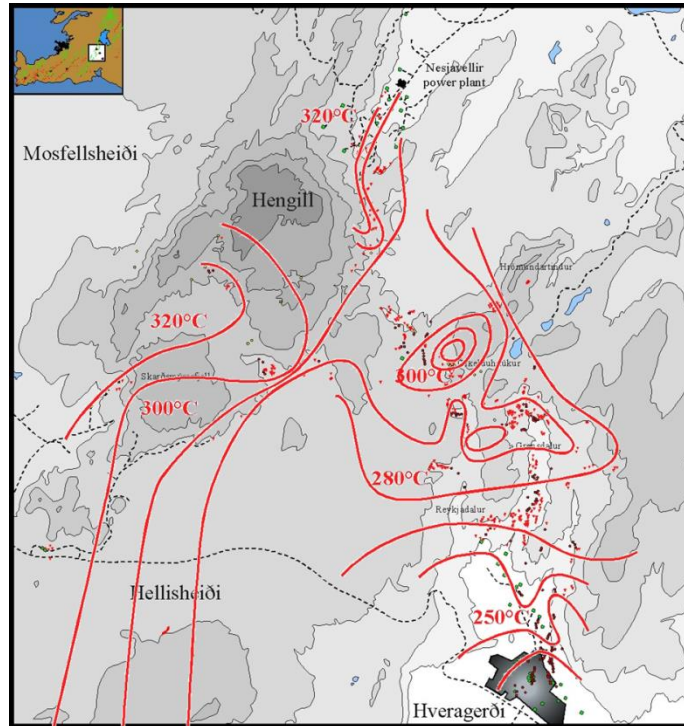 Nesjavellir
power plant
320°C
Mosfellsheiði
Hengill
Hrómundartindur
320°C
300°C
300°C
Grensdalur
280°C
Reykjadalur
Hellisheiði
250°C
Hveragerði